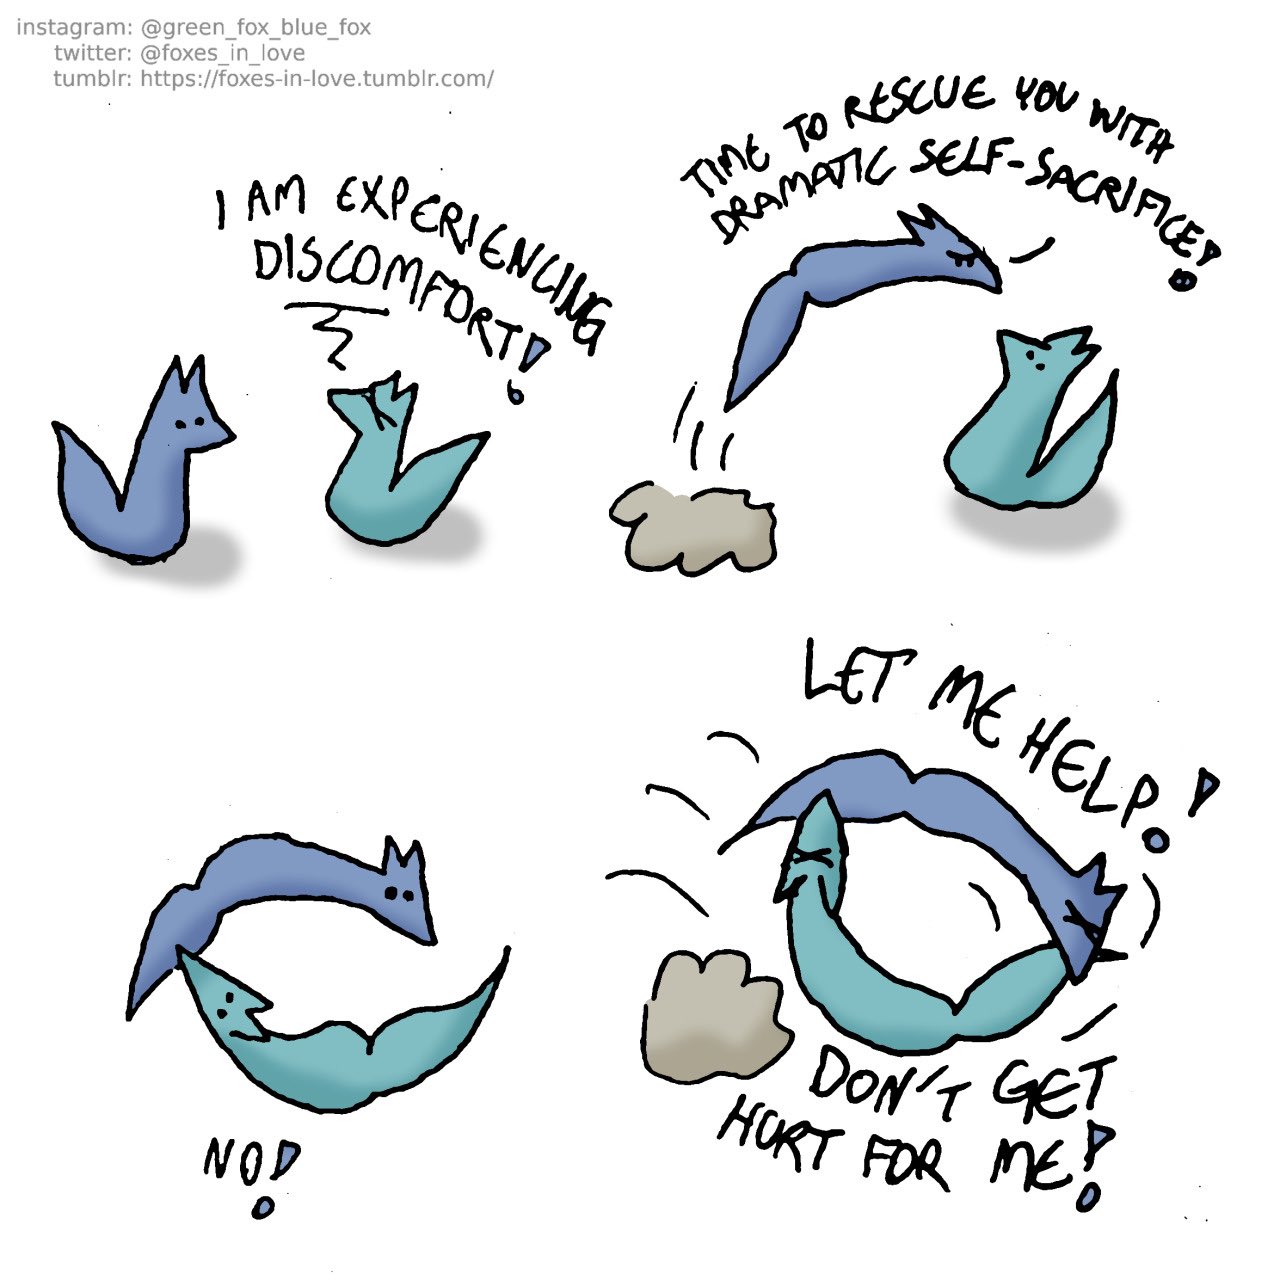 instagram: @green_fox_blue_fox
twitter: @foxes_in_love
tumblr: https://foxes-in-love.tumblr.com/
I AM EXPERIENCING
DISCOMFORT!
TIME TO RESCUE YOU WITH
DRAMATIC SELF-SACRIFICE!
NO!
LET ME HELP!
DON'T GET
HURT FOR ME!